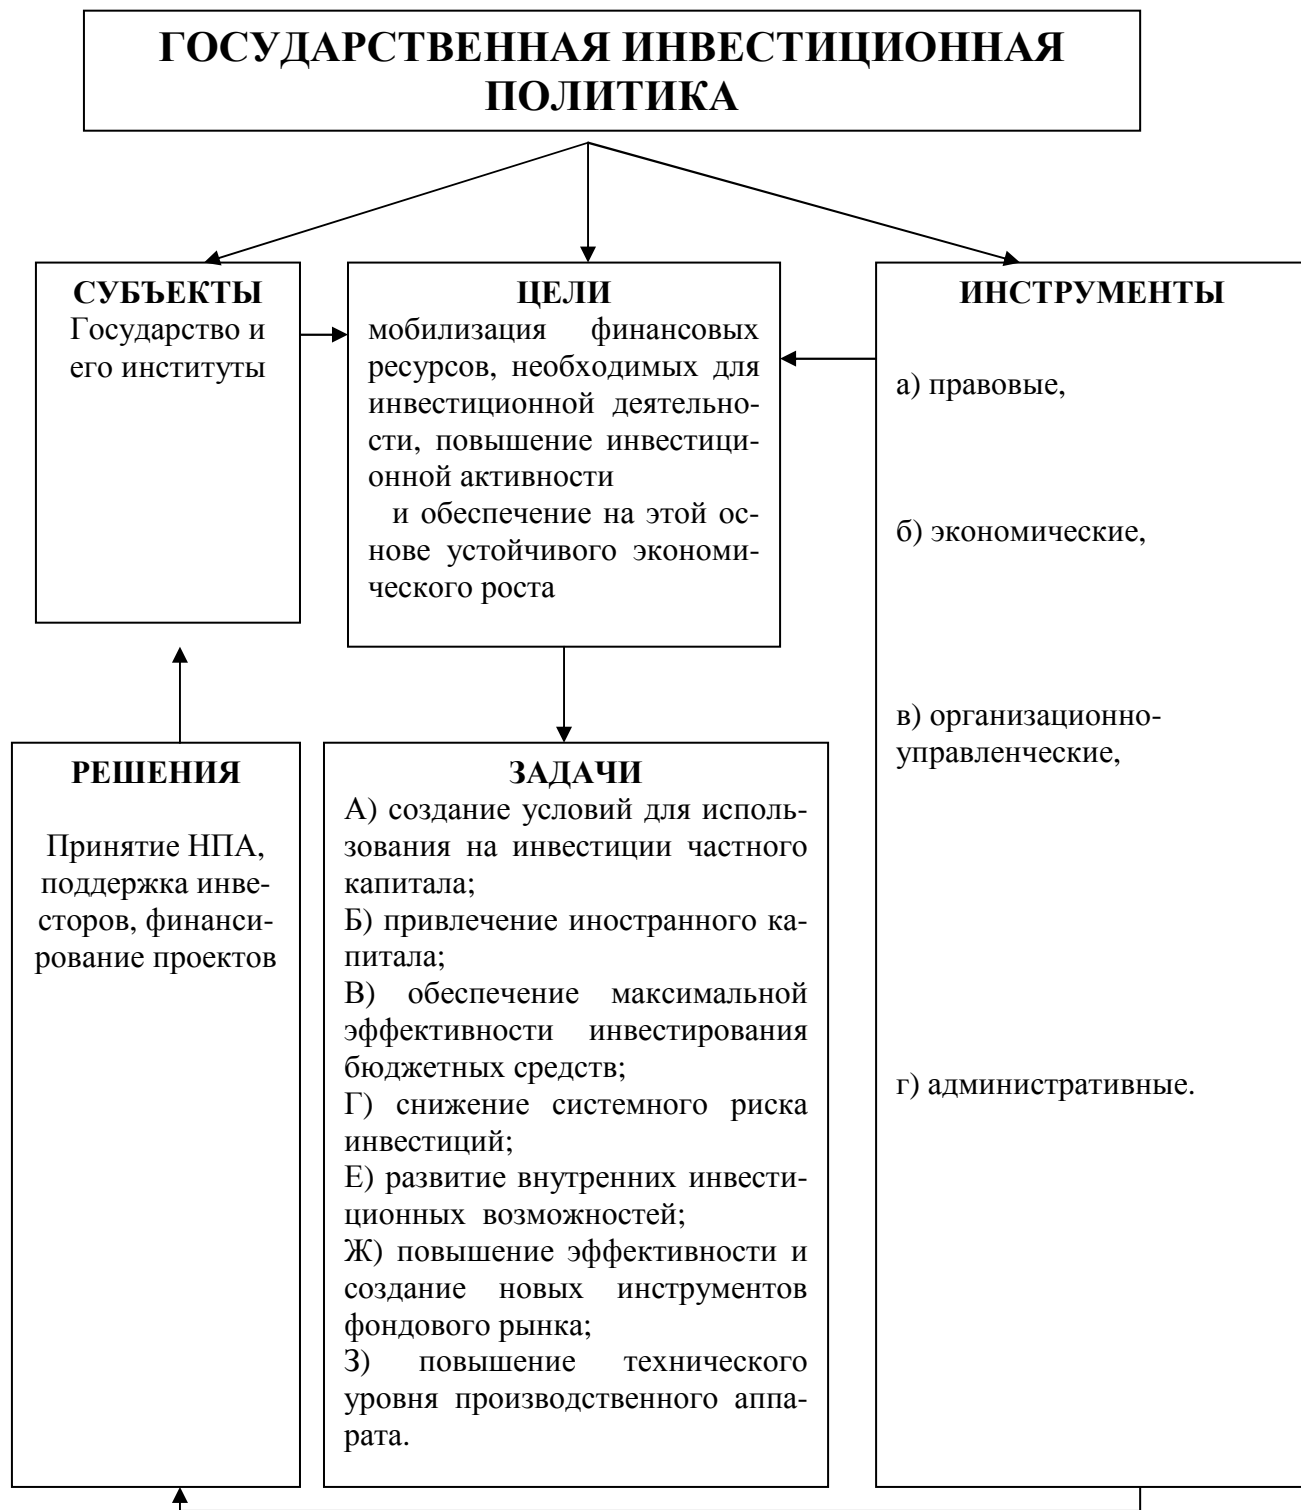 ГОСУДАРСТВЕННАЯ ИНВЕСТИЦИОННАЯ
ПОЛИТИКА
СУБЪЕКТЫ
Государство и
его институты
ЦЕЛИ
мобилизация финансовых
ресурсов, необходимых для
инвестиционной деятельно-
сти, повышение инвестици-
онной активности
и обеспечение на этой ос-
нове устойчивого экономи-
ческого роста
ИНСТРУМЕНТЫ
а) правовые,
б) экономические,
в) организационно-
управленческие,
г) административные.
РЕШЕНИЯ
Принятие НПА,
поддержка инве-
сторов, финанси-
рование проектов
ЗАДАЧИ
А) создание условий для исполь-
зования на инвестиции частного
капитала;
Б) привлечение иностранного ка-
питала;
В) обеспечение максимальной
эффективности инвестирования
бюджетных средств;
Г) снижение системного риска
инвестиций;
Е) развитие внутренних инвести-
ционных возможностей;
Ж) повышение эффективности и
создание новых инструментов
фондового рынка;
З) повышение технического
уровня производственного аппа-
рата.